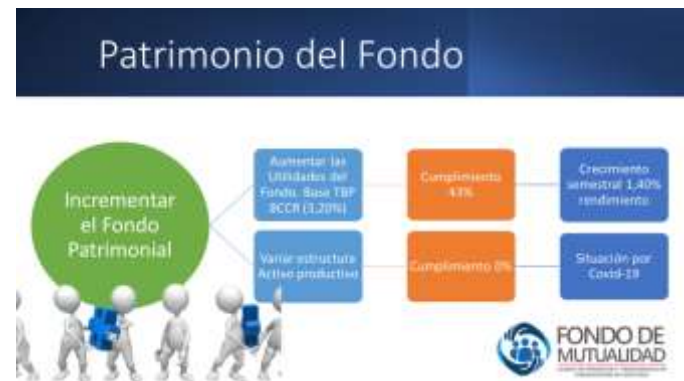 Patrimonio del Fondo
Incrementar
el Fondo
Patrimonial
Aumentar las
Utilidades del
Fondo. Base TBP
BCCR (3,20%)
Cumplimiento
43%
Crecimiento
semestral 1,40%
rendimiento
Variar estructura
Activo productivo
Cumplimiento 0%
Situación por
Covid-19
FONDO DE
MUTUALIDAD